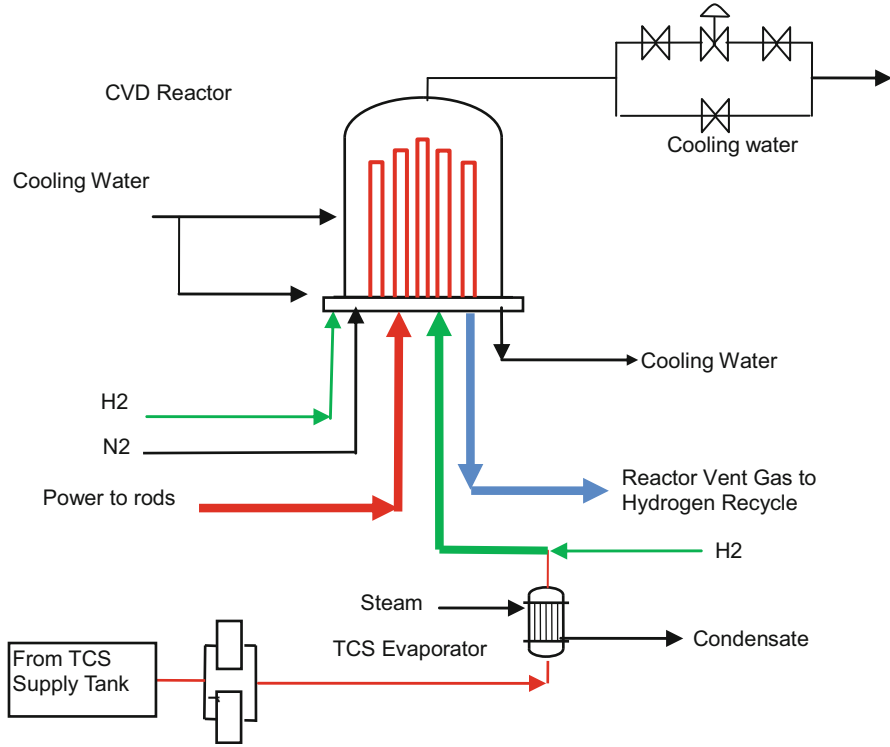 CVD Reactor
Cooling water
Cooling Water
Cooling Water
H2
N2
Power to rods
Reactor Vent Gas to
Hydrogen Recycle
H2
Steam
TCS Evaporator
Condensate
From TCS
Supply Tank